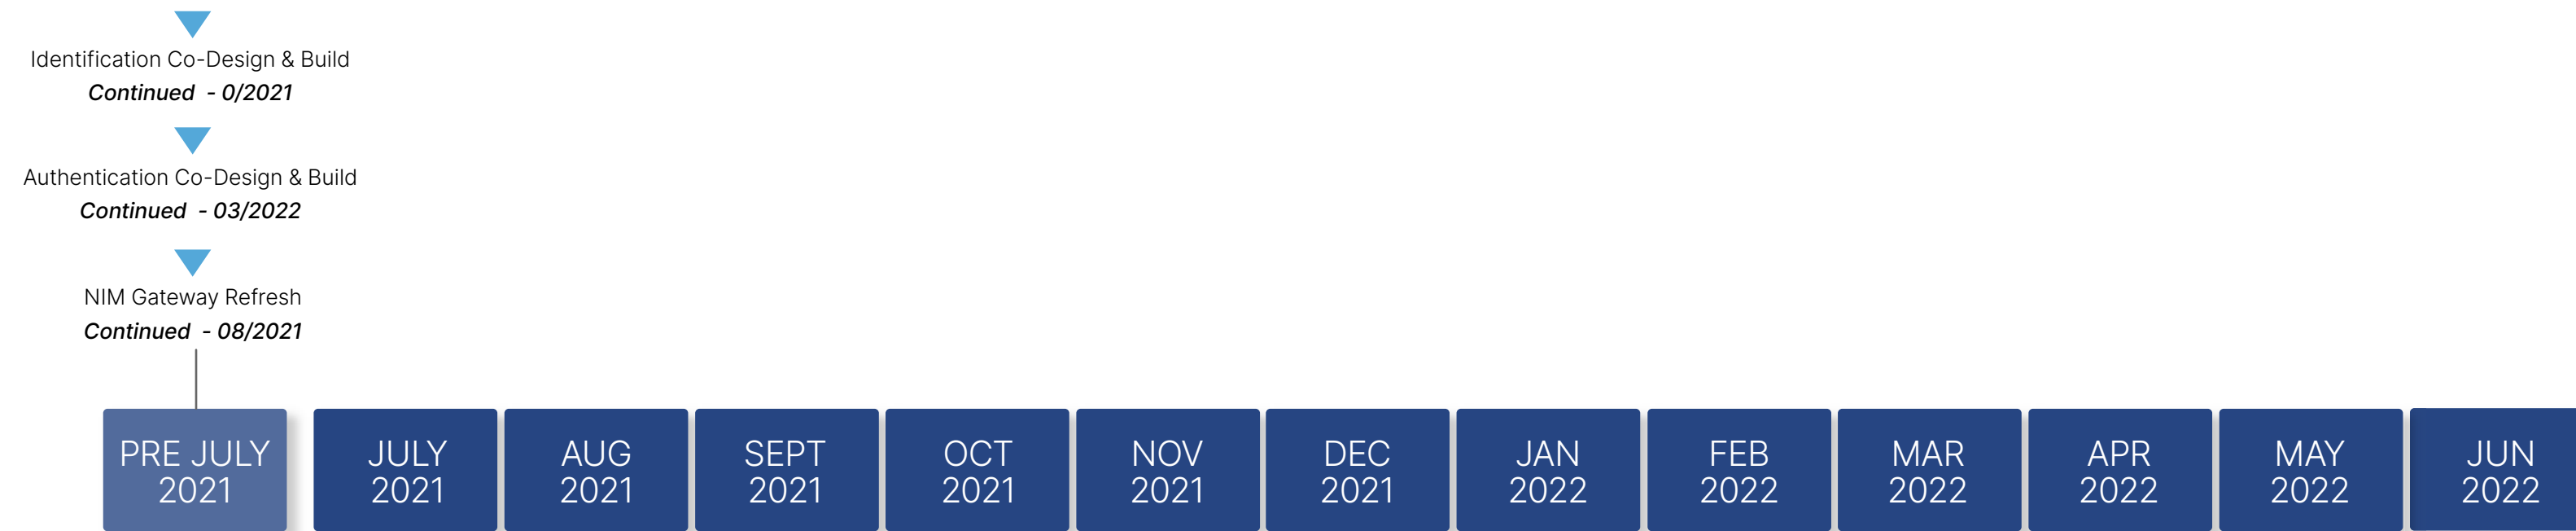 Identification Co-Design & Build
Continued - 0/2021
Authentication Co-Design & Build
Continued - 03/2022
NIM Gateway Refresh
Continued - 08/2021
PRE JULY
2021
JULY
2021
AUG
2021
SEPT
2021
OCT
2021
NOV
2021
DEC
2021
JAN
2022
FEB
2022
MAR
2022
APR
2022
MAY
2022
JUN
2022